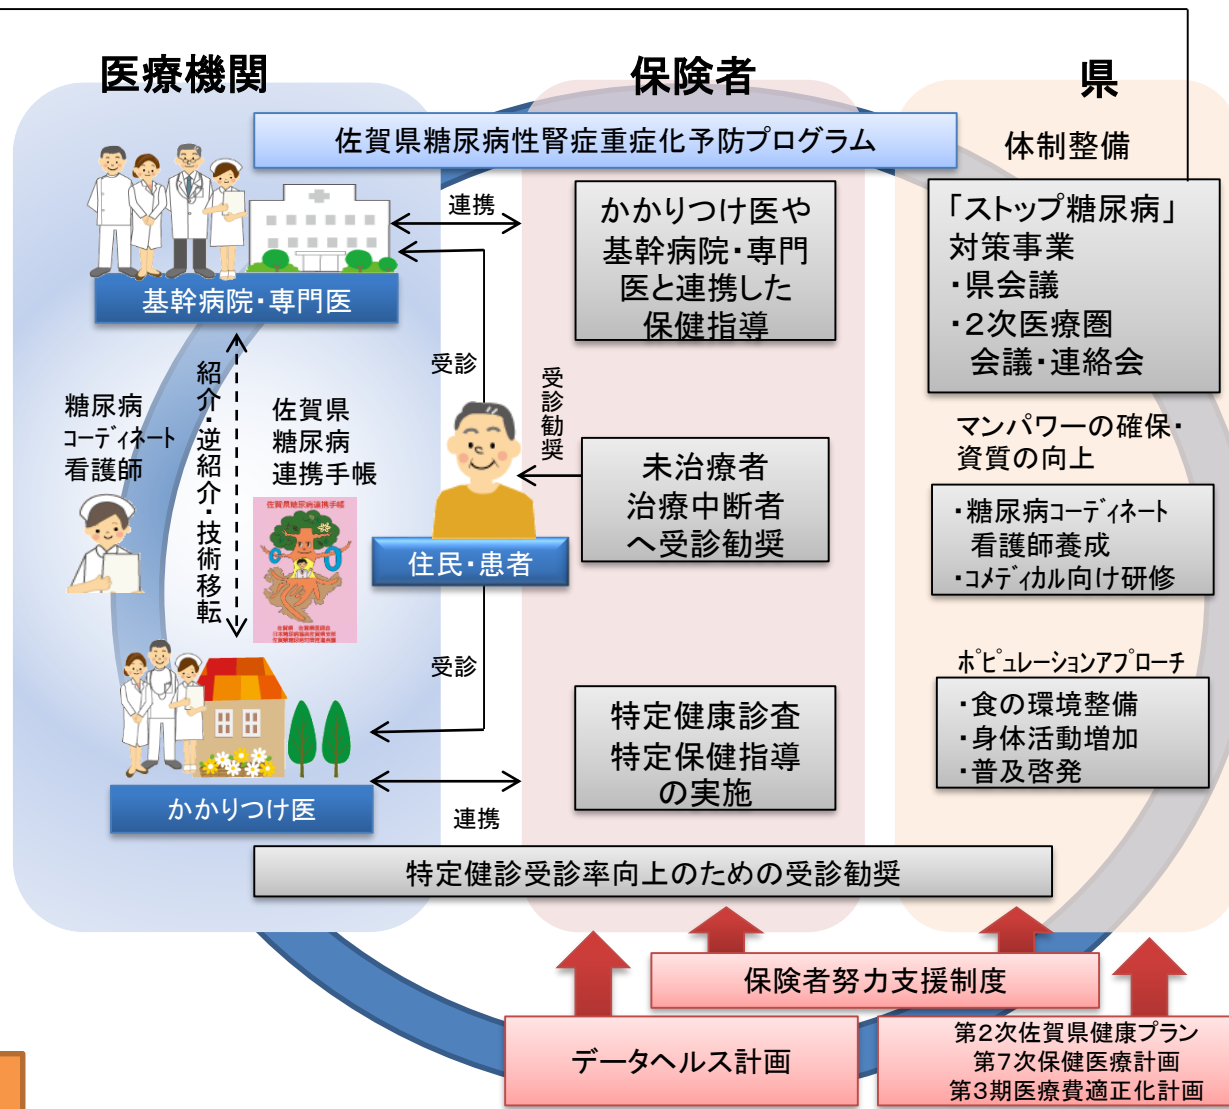 医療機関
保険者
県
佐賀県糖尿病性腎症重症化予防プログラム
体制整備
連携
かかりつけ医や
基幹病院・専門
医と連携した
保健指導
「ストップ糖尿病」
対策事業
・県会議
・２次医療圏
会議・連絡会
基幹病院・専門医
受診
受診勧奨
紹介・逆紹介・技術移転
糖尿病
コーディネート
看護師
佐賀県
糖尿病
連携手帳
佐賀県糖尿病連携手帳
未治療者
治療中断者
へ受診勧奨
住民・患者
マンパワーの確保・
資質の向上
・糖尿病コーディネート
看護師養成
・コメディカル向け研修
受診
ポピュレーションアプローチ
・食の環境整備
・身体活動増加
・普及啓発
特定健康診査
特定保健指導
の実施
かかりつけ医
連携
特定健診受診率向上のための受診勧奨
保険者努力支援制度
データヘルス計画
第２次佐賀県健康プラン
第７次保健医療計画
第３期医療費適正化計画